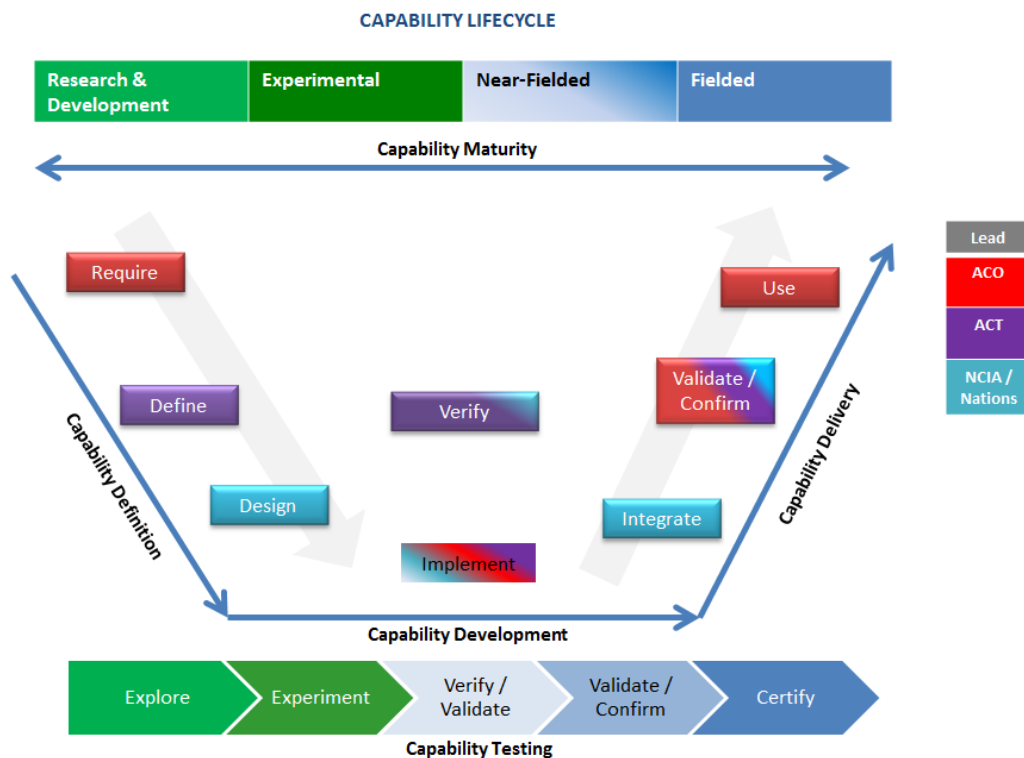 CAPABILITY LIFECYCLE
Research &
Development
Experimental
Near-Fielded
Fielded
Capability Maturity
Require
Use
Lead
ACO
ACT
NCIA /
Nations
Define
Verify
Validate /
Confirm
Design
Integrate
Implement
Capability Definition
Capability Delivery
Capability Development
Explore
Experiment
Verify /
Validate
Validate /
Confirm
Certify
Capability Testing